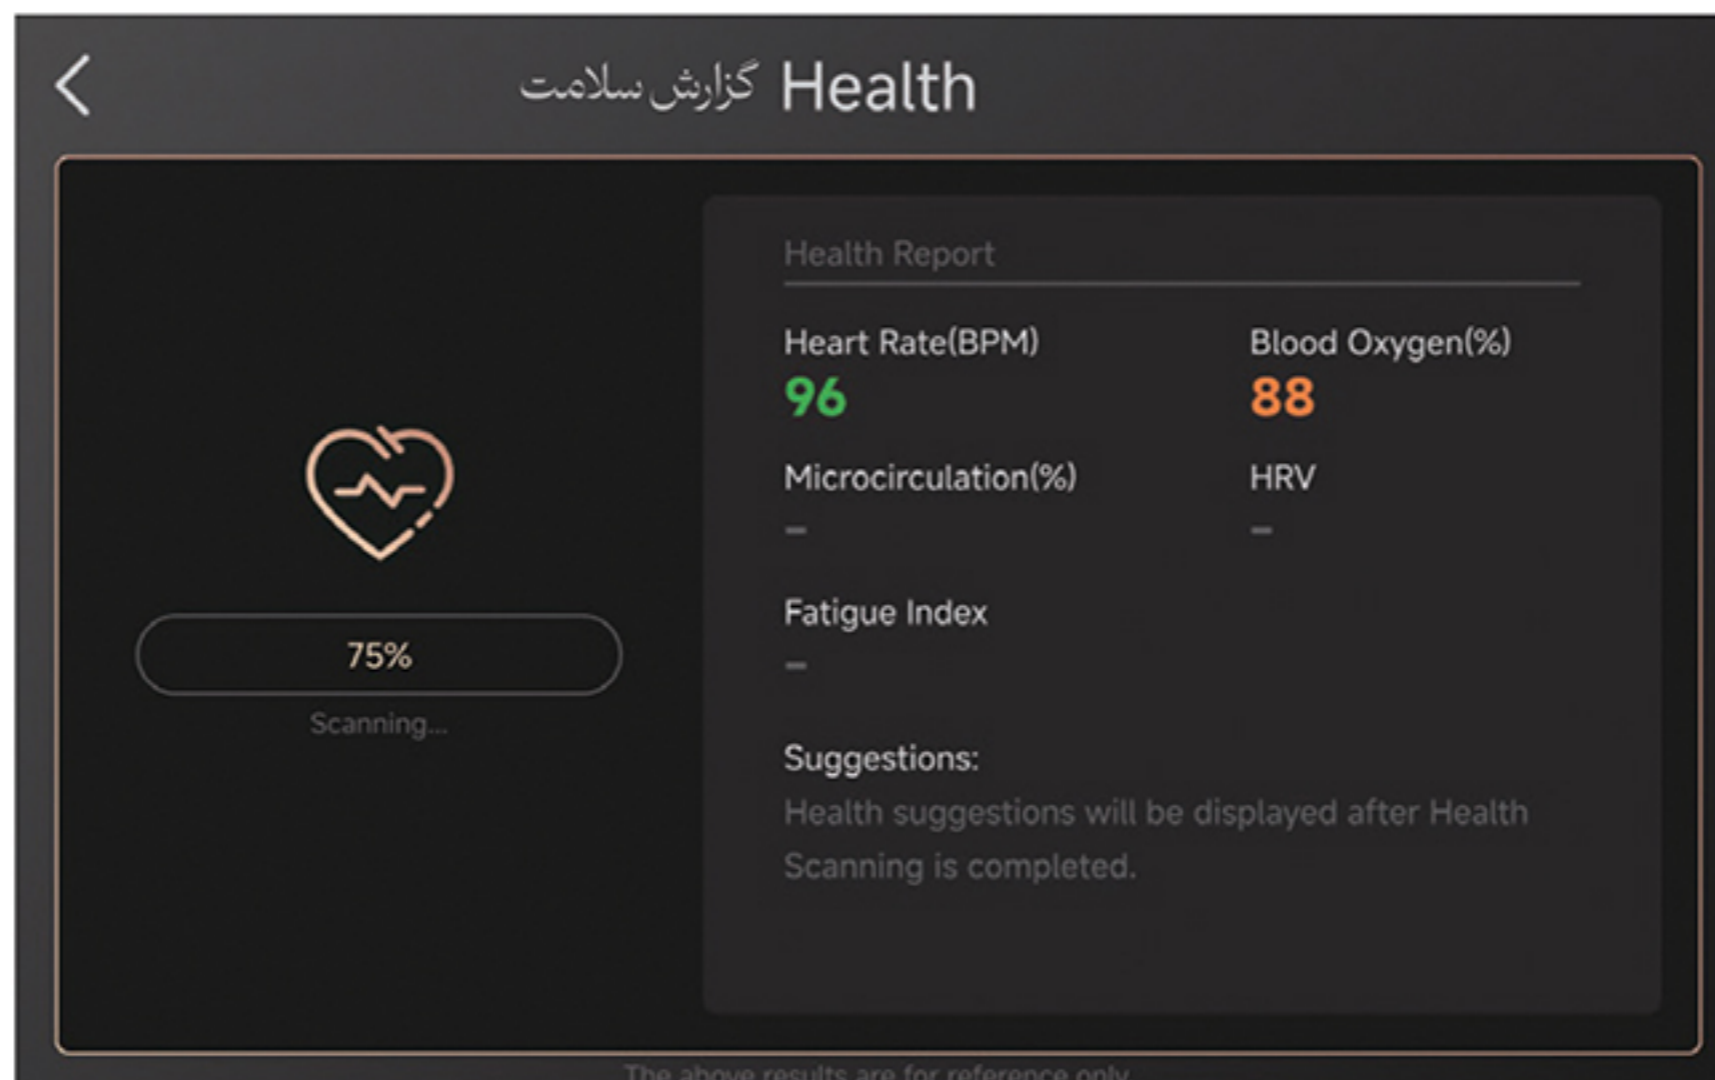 گزارش سلامت Health
Health Report
Heart Rate(BPM)
96
Blood Oxygen(%)
88
Microcirculation(%)
–
HRV
–
Fatigue Index
–
75%
Scanning...
Suggestions:
Health suggestions will be displayed after Health
Scanning is completed.
The above results are for reference only